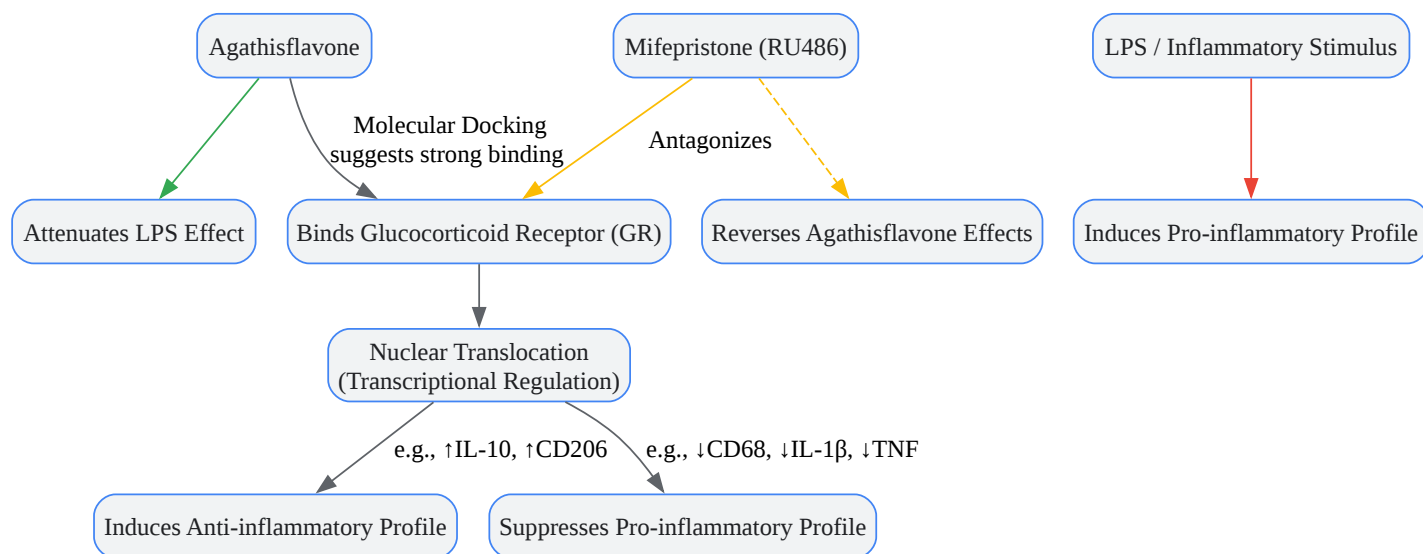 Agathisflavone
Mifepristone (RU486)
LPS / Inflammatory Stimulus
Molecular Docking
suggests strong binding
Antagonizes
Attenuates LPS Effect
Binds Glucocorticoid Receptor (GR)
Reverses Agathisflavone Effects
Induces Pro-inflammatory Profile
Nuclear Translocation
(Transcriptional Regulation)
e.g., ↑IL-10, ↑CD206
e.g., ↓CD68, ↓IL-1β, ↓TNF
Induces Anti-inflammatory Profile
Suppresses Pro-inflammatory Profile